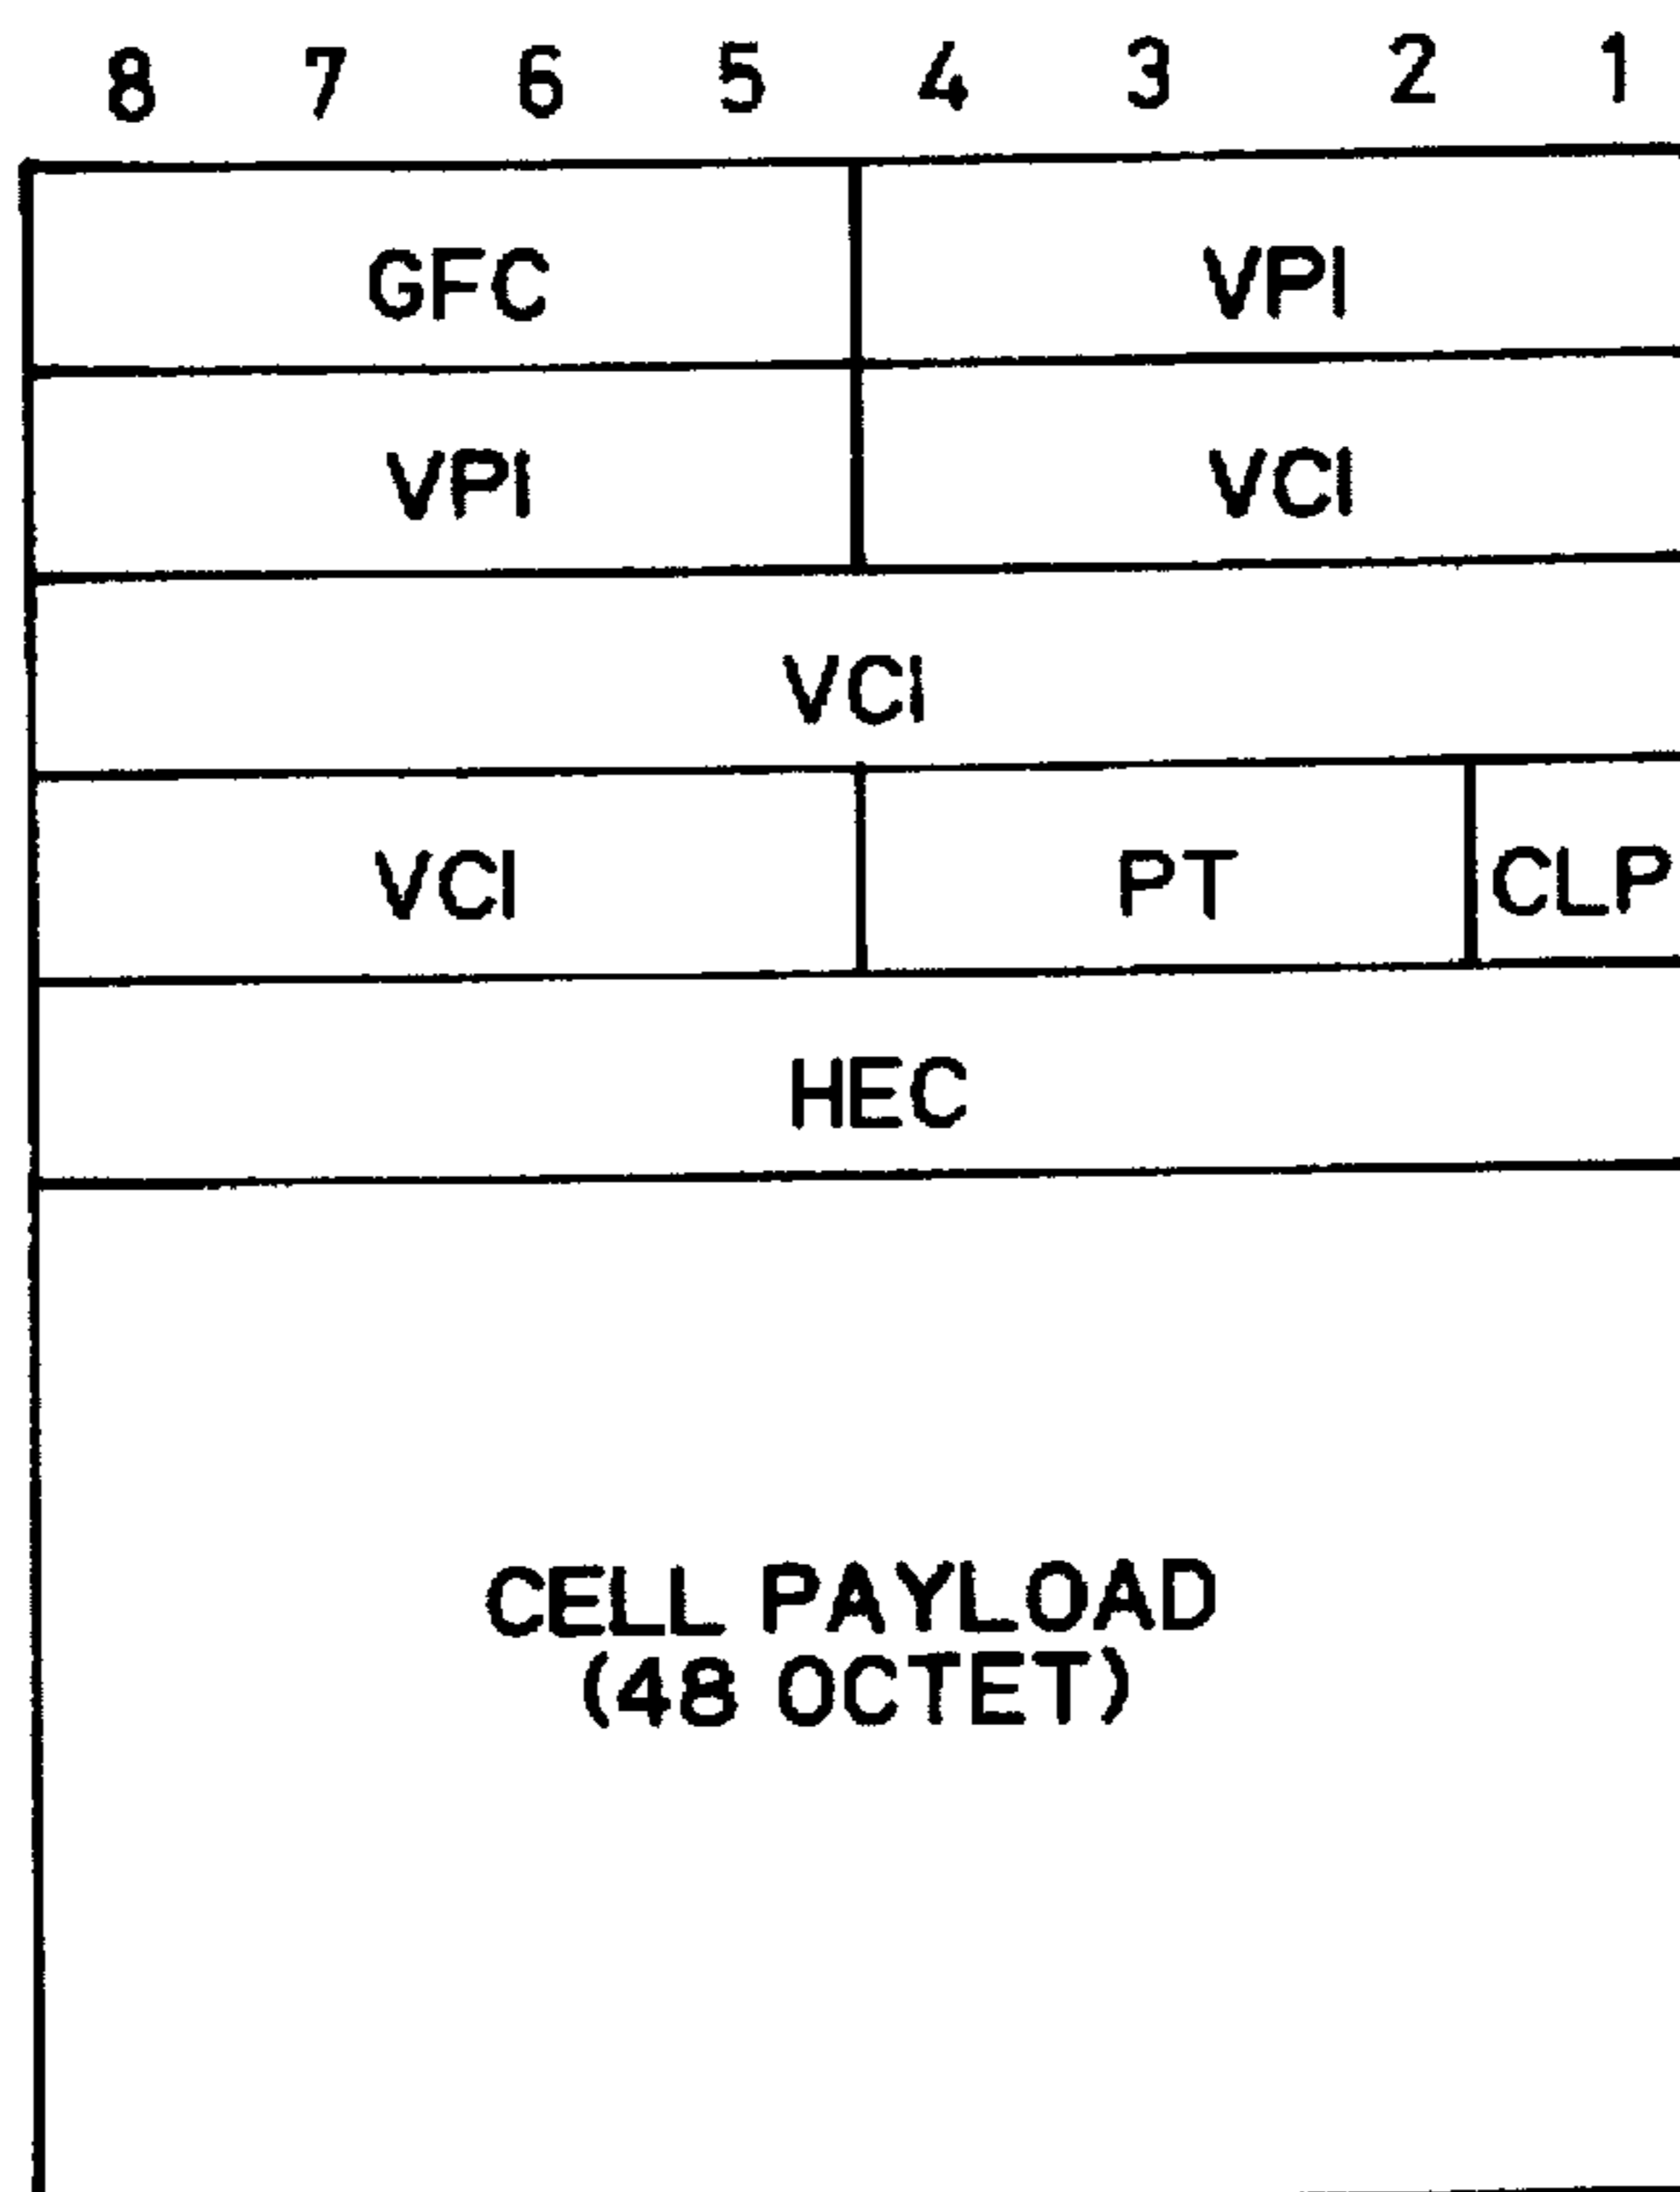 8 7 6 5 4 3 2 1
GFC VPI
VPI VCI
VCI
VCI PT CLP
HEC
CELL PAYLOAD
(48 OCTET)